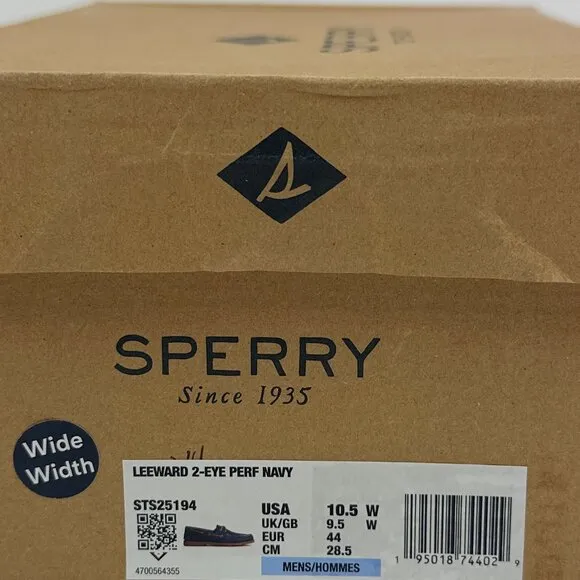 SPERRY
Since 1935
Wide
Width
LEEWARD 2-EYE PERF NAVY
STS25194
USA 10.5 W
UK/GB 9.5 W
EUR 44
CM 28.5
MENS/HOMMES
4700564355
1 95018 74402 9